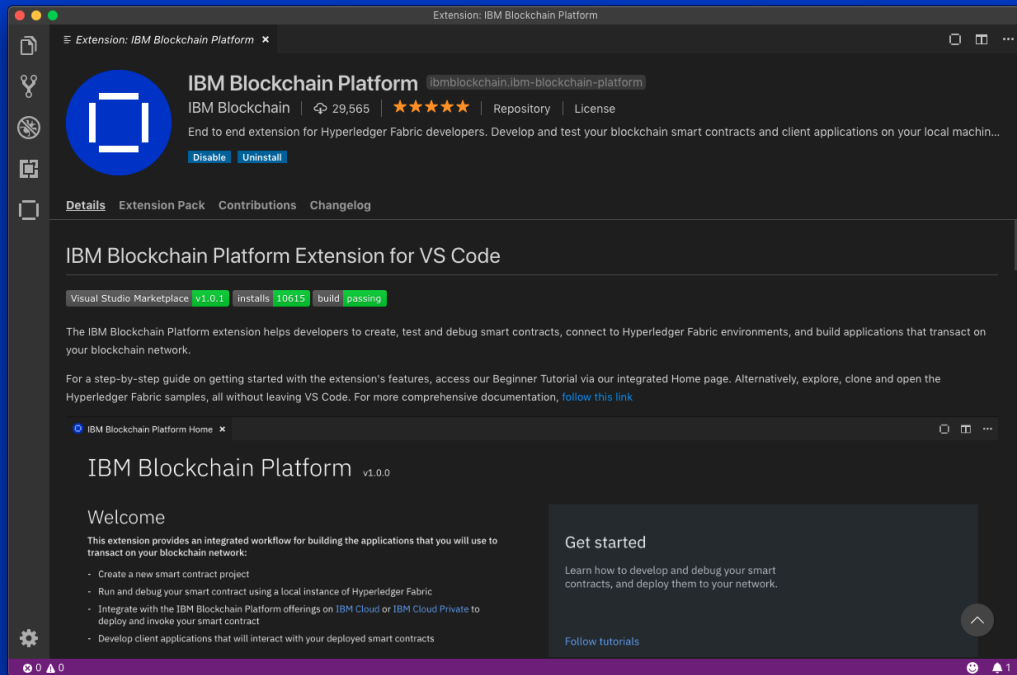 Extension: IBM Blockchain Platform
Extension: IBM Blockchain Platform ×
IBM Blockchain Platform ibmblockchain.ibm-blockchain-platform
IBM Blockchain 29,565 Repository License
End to end extension for Hyperledger Fabric developers. Develop and test your blockchain smart contracts and client applications on your local machin...
Disable Uninstall
Details Extension Pack Contributions Changelog
IBM Blockchain Platform Extension for VS Code
Visual Studio Marketplace v1.0.1 installs 10615 build passing
The IBM Blockchain Platform extension helps developers to create, test and debug smart contracts, connect to Hyperledger Fabric environments, and build applications that transact on
your blockchain network.
For a step-by-step guide on getting started with the extension's features, access our Beginner Tutorial via our integrated Home page. Alternatively, explore, clone and open the
Hyperledger Fabric samples, all without leaving VS Code. For more comprehensive documentation, follow this link
IBM Blockchain Platform Home ×
IBM Blockchain Platform v1.0.0
Welcome
This extension provides an integrated workflow for building the applications that you will use to
transact on your blockchain network:
- Create a new smart contract project
- Run and debug your smart contract using a local instance of Hyperledger Fabric
- Integrate with the IBM Blockchain Platform offerings on IBM Cloud or IBM Cloud Private to
deploy and invoke your smart contract
- Develop client applications that will interact with your deployed smart contracts
Get started
Learn how to develop and debug your smart
contracts, and deploy them to your network.
Follow tutorials
0 0 1